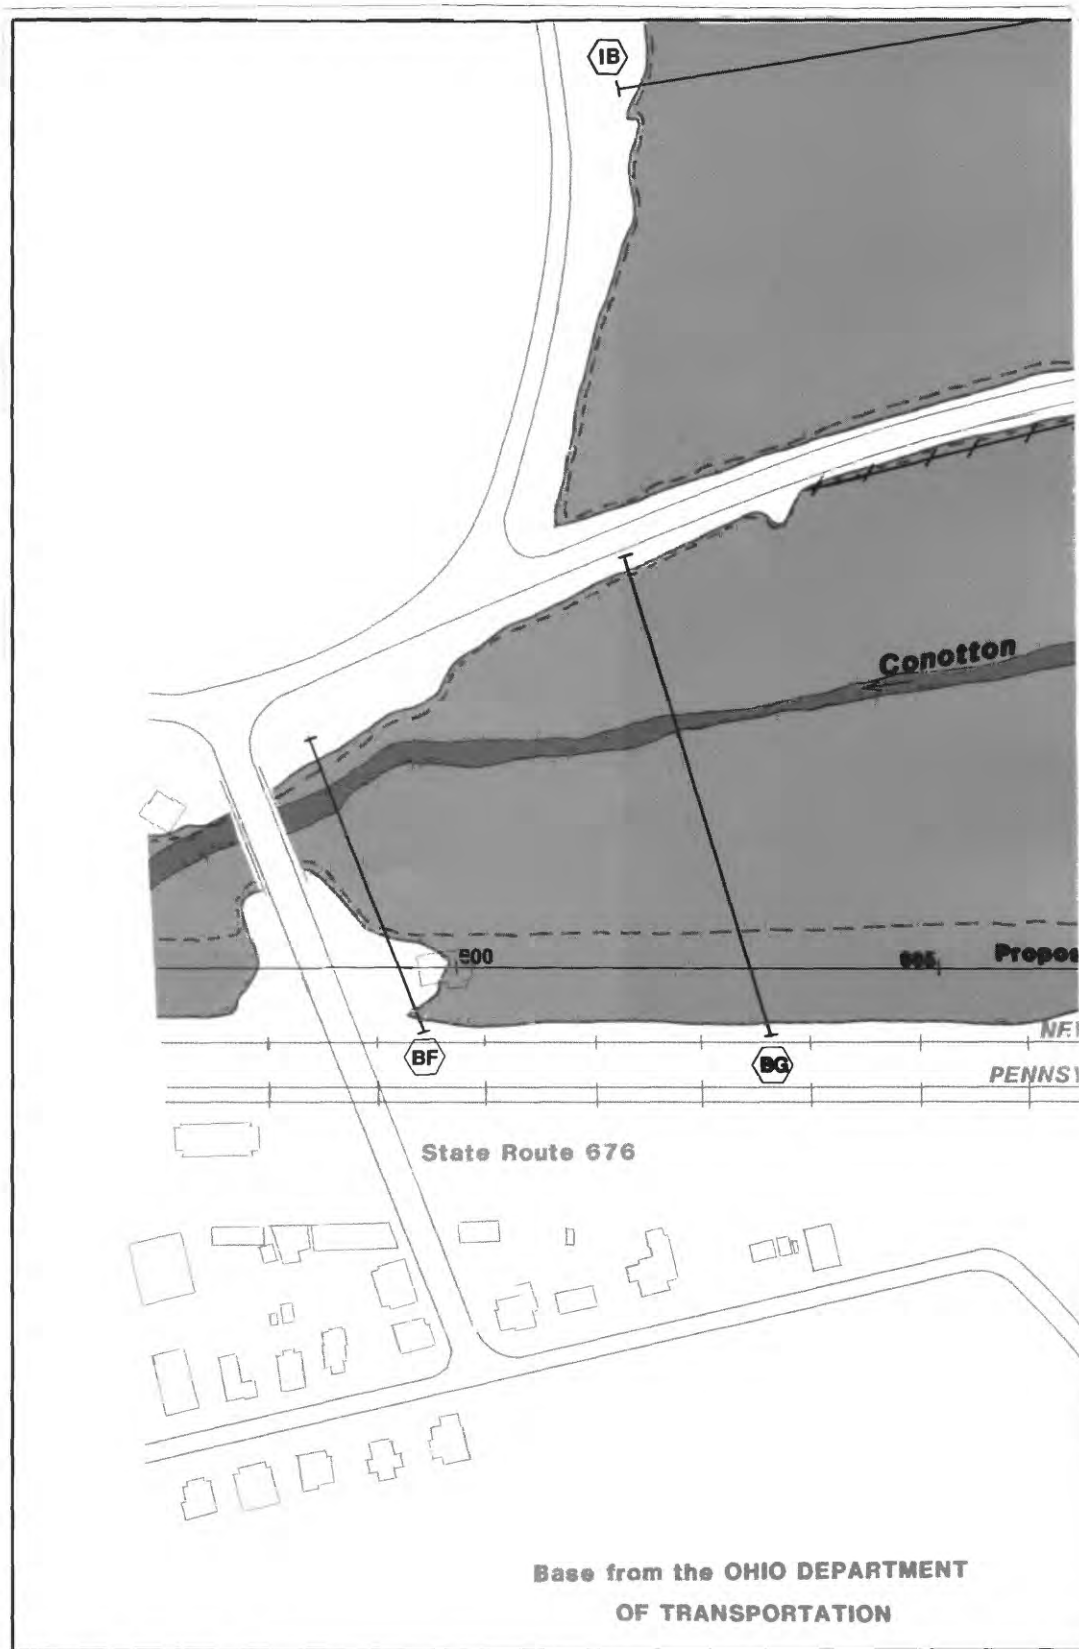 IB
Conotton
500
Propos
BF
BG
PENNSY
State Route 676
Base from the OHIO DEPARTMENT
OF TRANSPORTATION